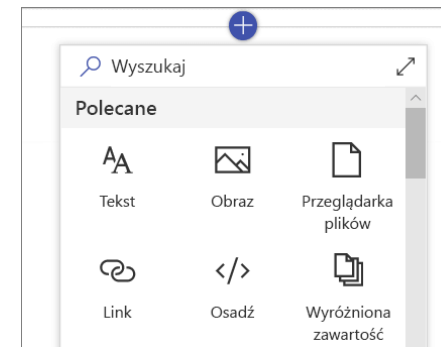 Wyszukaj
Polecane
Tekst
Obraz
Przeglądarka
plików
Link
Osadź
Wyróżniona
zawartość